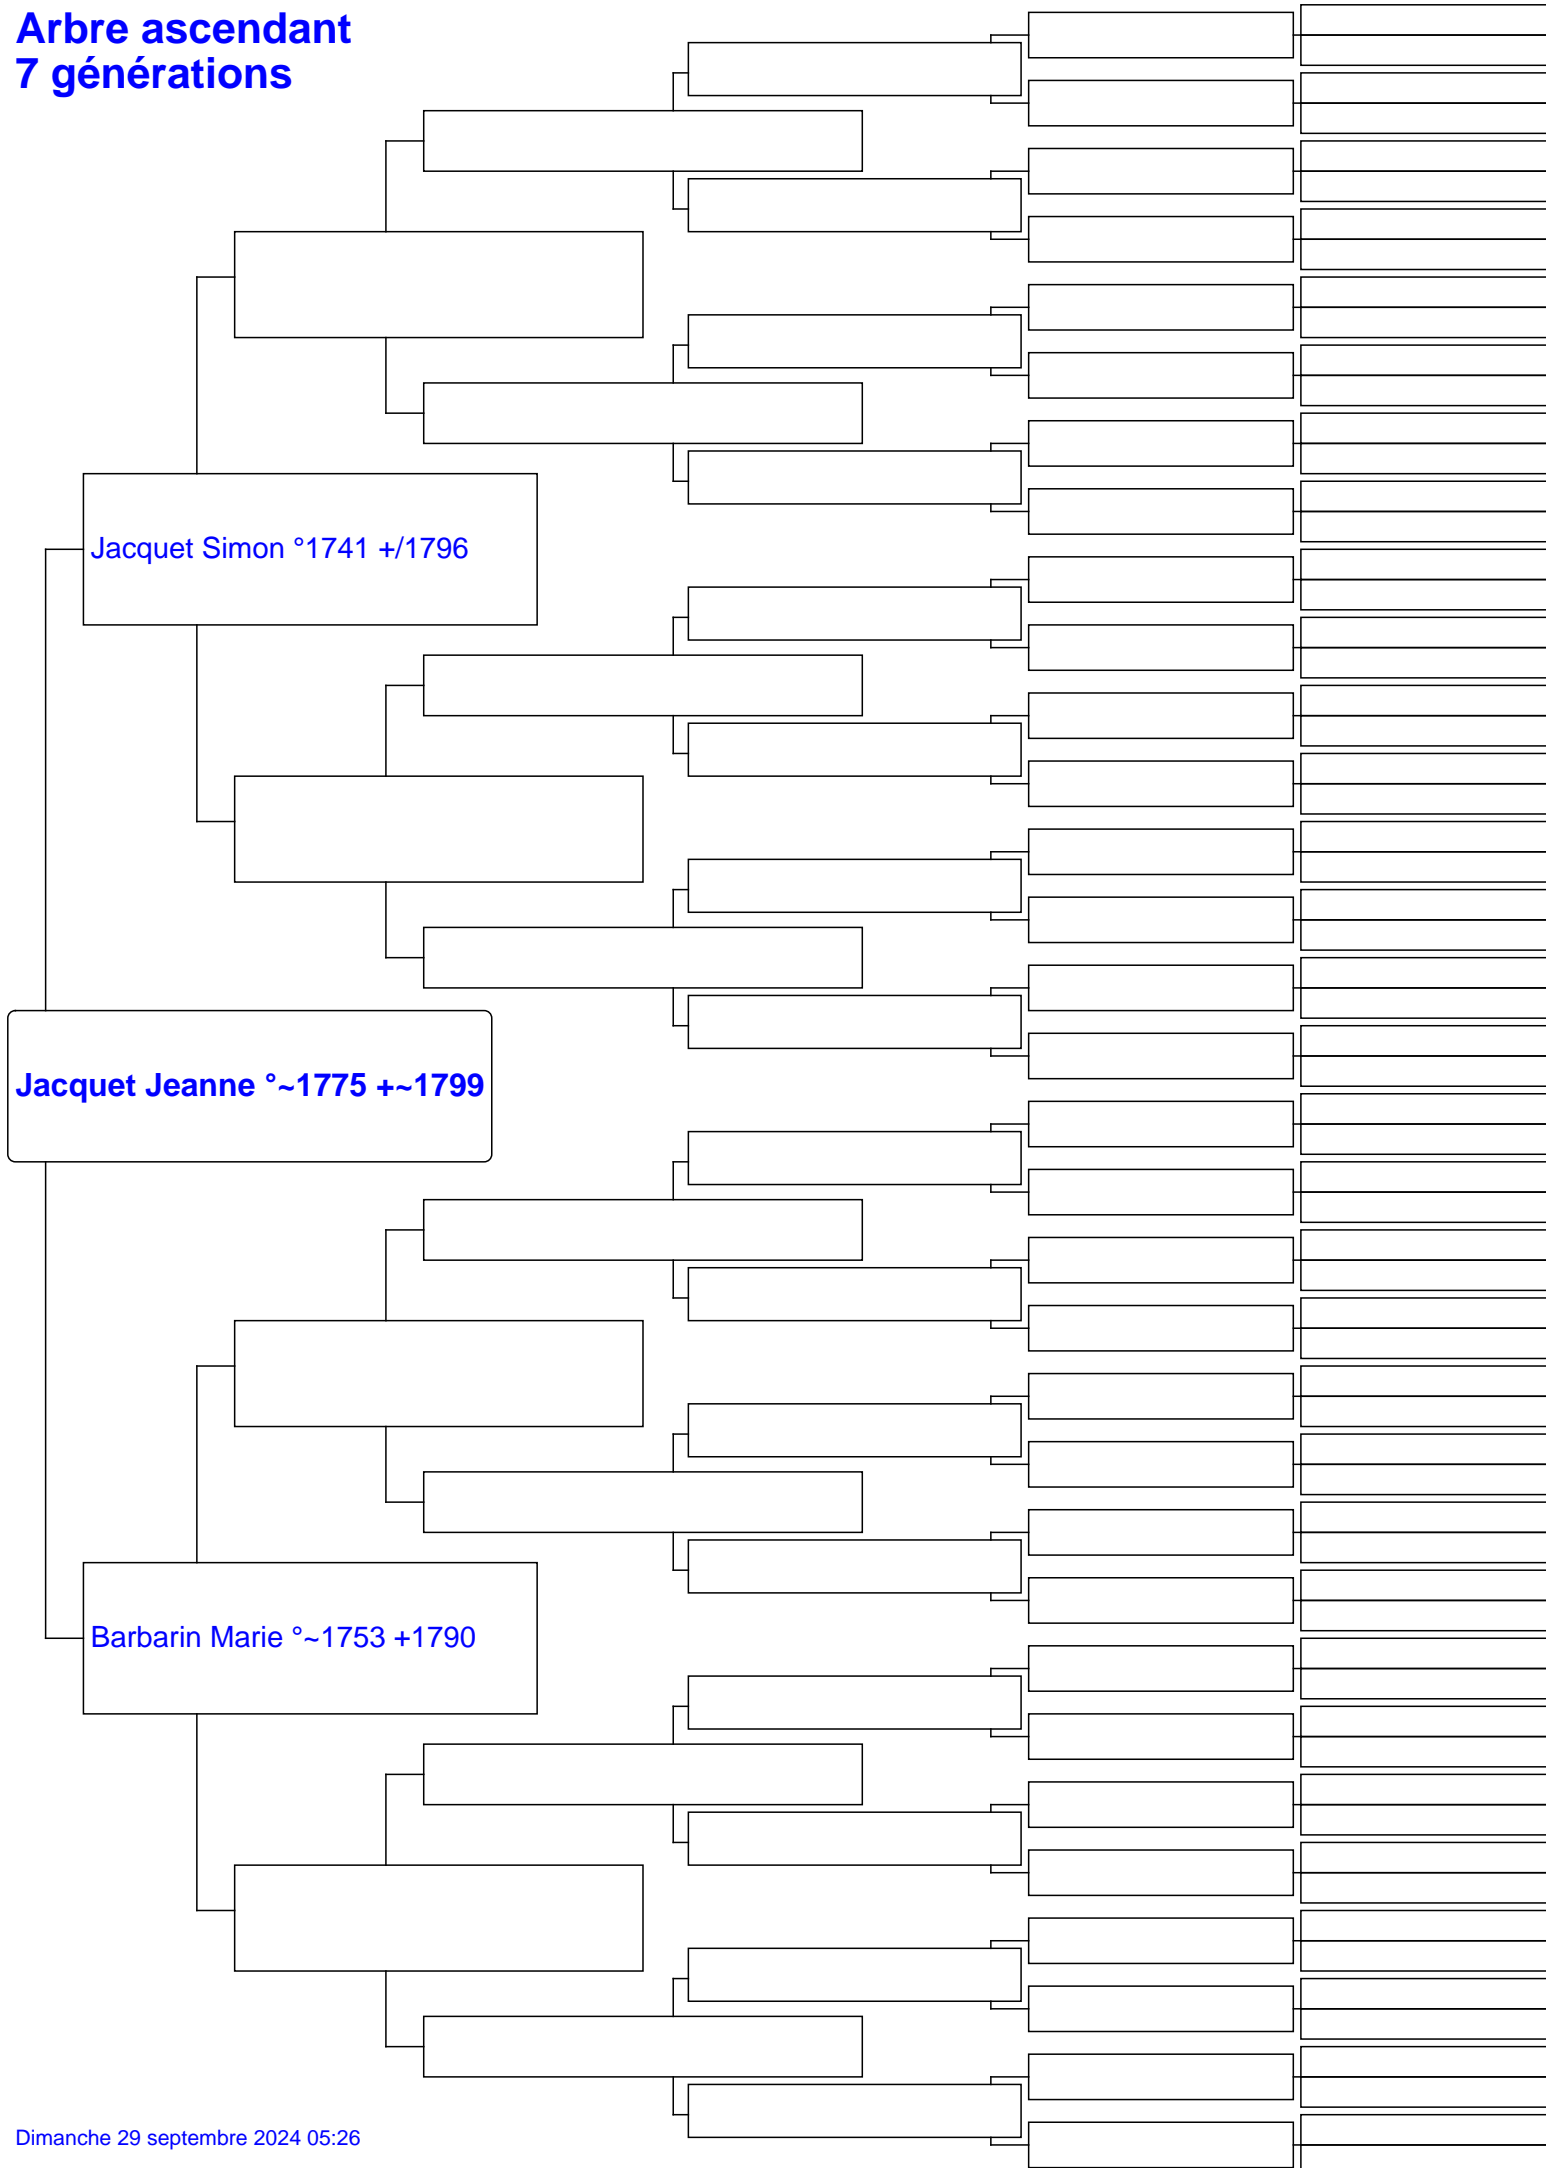 Arbre ascendant
7 générations
Jacquet Simon °1741 +/1796
Jacquet Jeanne °~1775 +~1799
Barbarin Marie °~1753 +1790
Dimanche 29 septembre 2024 05:26